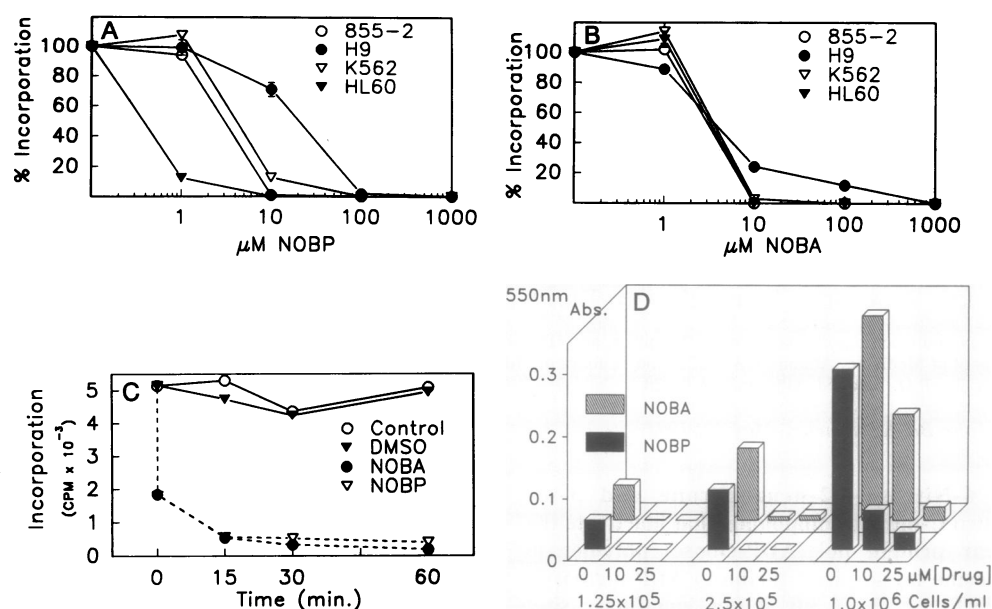 A
% Incorporation
100
80
60
40
20
855-2
H9
K562
HL60
1 10 100 1000
μM NOBP
B
% Incorporation
100
80
60
40
20
855-2
H9
K562
HL60
1 10 100 1000
μM NOBA
C
Incorporation
(CPM x 10⁻³)
5
4
3
2
1
0
Control
DMSO
NOBA
NOBP
0 15 30 60
Time (min.)
550nm
Abs.
D
0.3
0.2
0.1
0
NOBA
NOBP
0 10 25 0 10 25 0 10 25 μM[Drug]
1.25x10⁵ 2.5x10⁵ 1.0x10⁶ Cells/ml